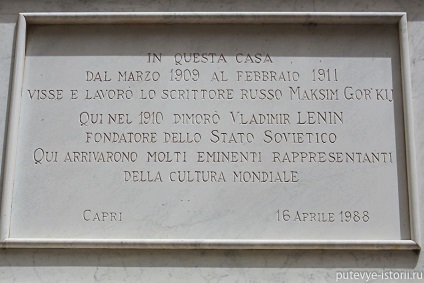 IN QUESTA CASA
DAL MARZO 1909 AL FEBBRAIO 1911
VISSE E LAVORÒ LO SCRITTORE RUSSO MAKSIM GOR'KIJ
QUI NEL 1910 DIMORÒ VLADIMIR LENIN
FONDATORE DELLO STATO SOVIETICO
QUI ARRIVARONO MOLTI EMINENTI RAPPRESENTANTI
DELLA CULTURA MONDIALE
CAPRI 16 APRILE 1988
putevye-istorii.ru